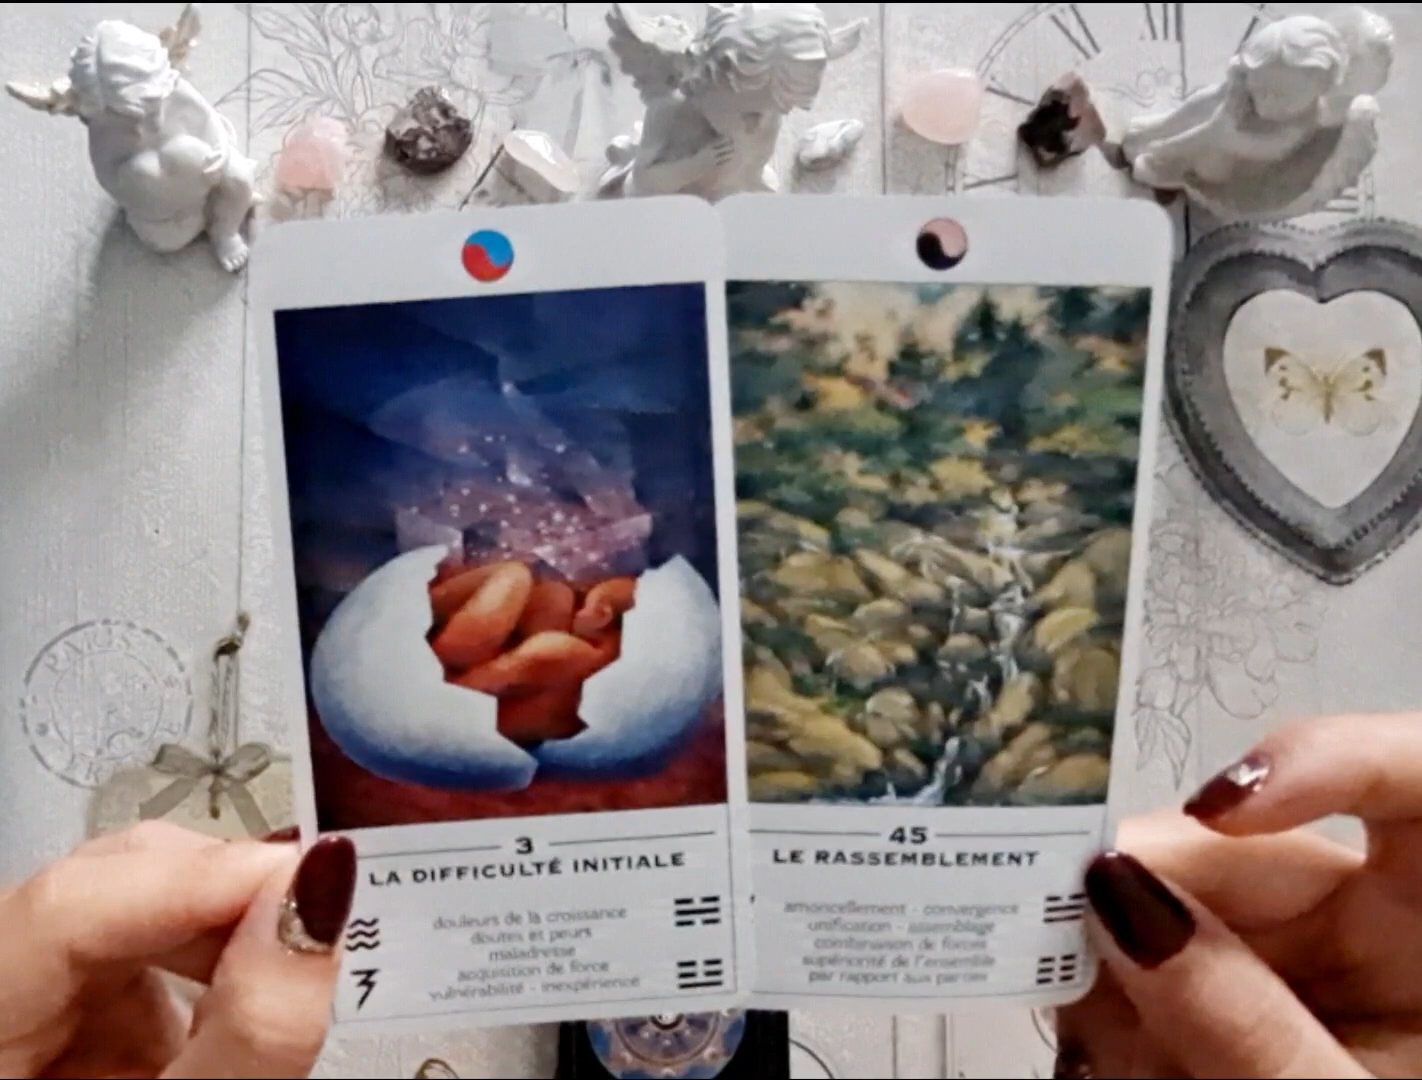 PARIS
3
LA DIFFICULTÉ INITIALE
douleurs de la croissance
doutes et peurs
maladresse
acquisition de force
vulnérabilité - inexpérience
45
LE RASSEMBLEMENT
amoncellement - convergence
unification - assemblage
combinaison de forces
supériorité de l'ensemble
par rapport aux parties